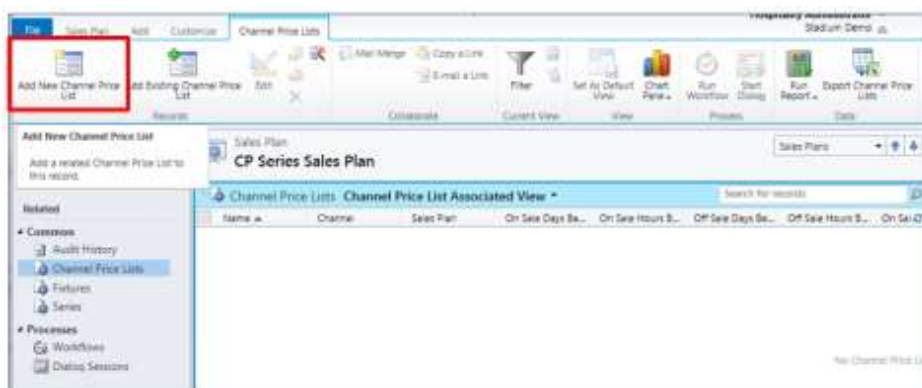 Hospitality Administrator
Stadium Demo
File Sales Plan Add Customize Channel Price Lists
Add New Channel Price List
Add Existing Channel Price List
Edit
Mail Merge
Copy a Link
E-mail a Link
Filter
Set As Default View
Chart Pane
Run Workflow
Start Dialog
Run Report
Export Channel Price Lists
Records Collaborate Current View View Process Data
Add New Channel Price List
Add a related Channel Price List to
this record.
Sales Plan
CP Series Sales Plan
Sales Plans
Channel Price Lists Channel Price List Associated View
Search for records
Name Channel Sales Plan On Sale Days Be... On Sale Hours B... Off Sale Days Be... Off Sale Hours B... On Sal
Related
Common
Audit History
Channel Price Lists
Fixtures
Series
Processes
Workflows
Dialog Sessions
No Channel Price L